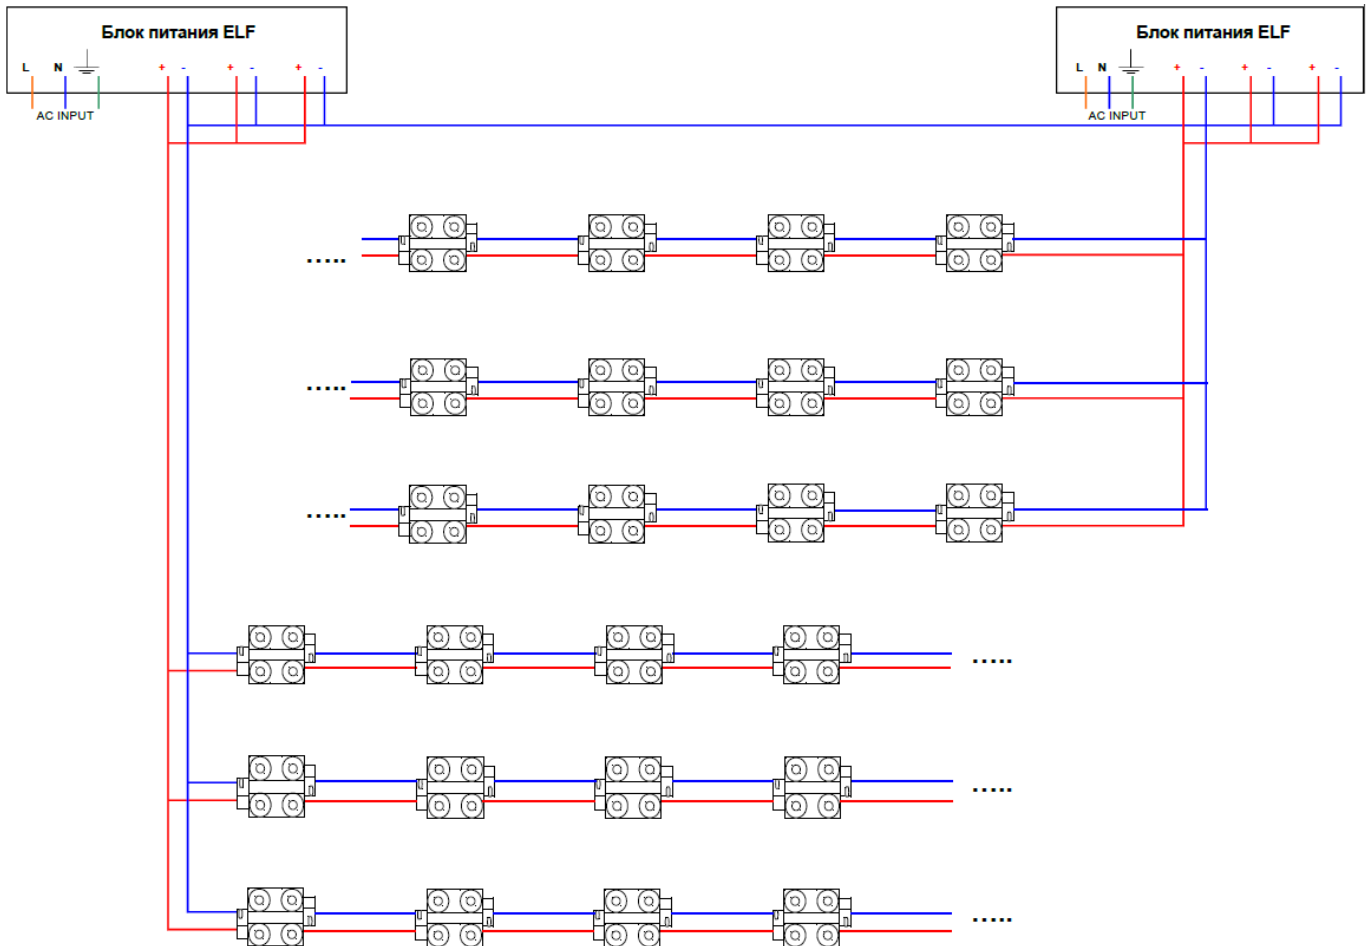 Блок питания ELF
L N + - + - + -
AC INPUT
Блок питания ELF
L N + - + - + -
AC INPUT
.....
.....
.....
.....
.....
.....